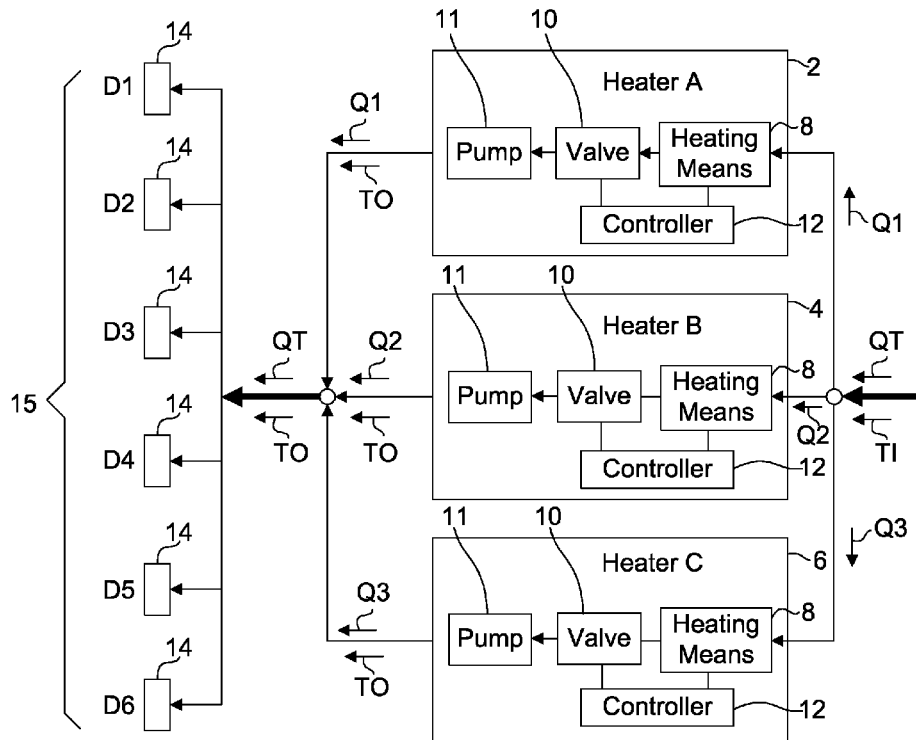 14
D1
14
D2
14
D3
15
14
D4
14
D5
14
D6
QT
TO
Q1
TO
Q2
TO
Q3
TO
11
10
2
Heater A
8
Pump
Valve
Heating
Means
Controller
12
Q1
11
10
4
Heater B
8
Pump
Valve
Heating
Means
Controller
12
QT
Q2
TI
11
10
6
Heater C
8
Pump
Valve
Heating
Means
Controller
12
Q3